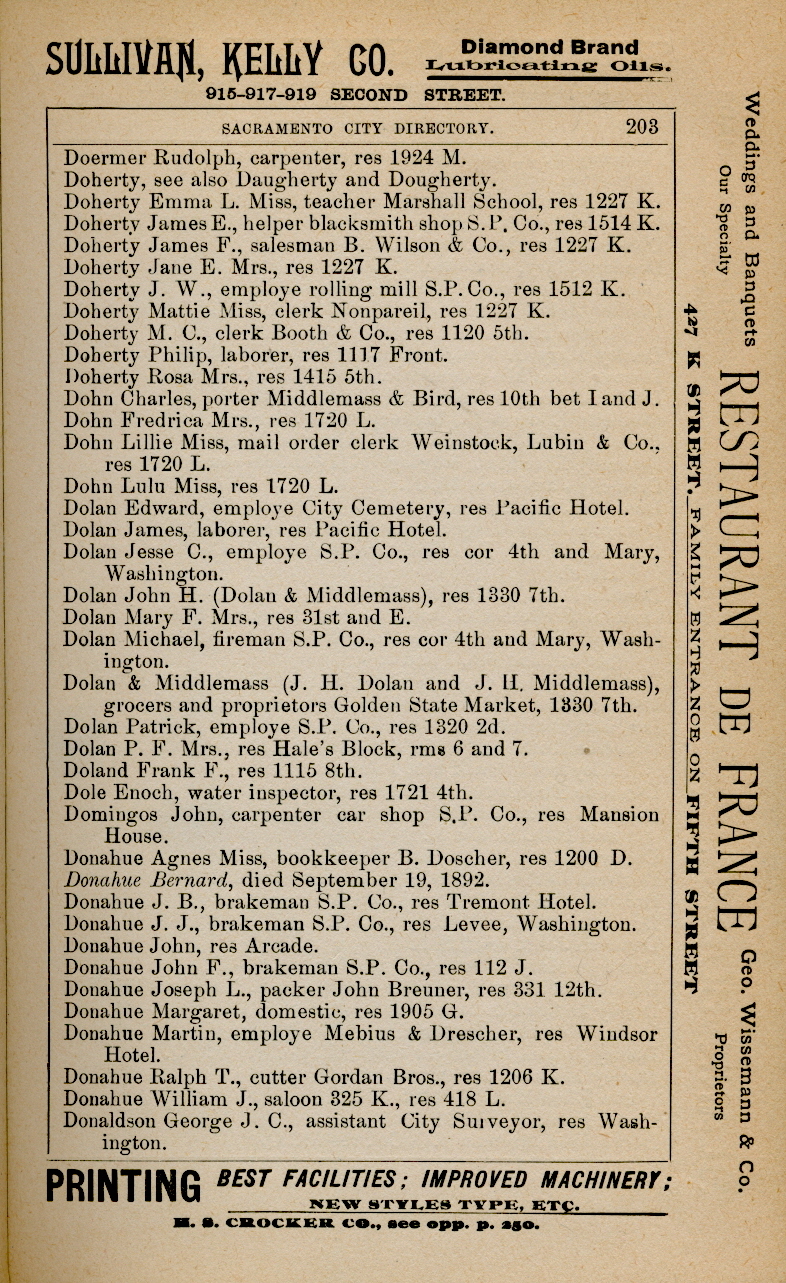 SULLIVAN, KELLY CO.
Diamond Brand
Lubricating Oils.
915-917-919 SECOND STREET.
SACRAMENTO CITY DIRECTORY. 203
Doermer Rudolph, carpenter, res 1924 M.
Doherty, see also Daugherty and Dougherty.
Doherty Emma L. Miss, teacher Marshall School, res 1227 K.
Doherty James E., helper blacksmith shop S.P. Co., res 1514 K.
Doherty James F., salesman B. Wilson & Co., res 1227 K.
Doherty Jane E. Mrs., res 1227 K.
Doherty J. W., employe rolling mill S.P. Co., res 1512 K.
Doherty Mattie Miss, clerk Nonpareil, res 1227 K.
Doherty M. C., clerk Booth & Co., res 1120 5th.
Doherty Philip, laborer, res 1117 Front.
Doherty Rosa Mrs., res 1415 5th.
Dohn Charles, porter Middlemass & Bird, res 10th bet I and J.
Dohn Fredrica Mrs., res 1720 L.
Dohn Lillie Miss, mail order clerk Weinstock, Lubin & Co.,
res 1720 L.
Dohn Lulu Miss, res 1720 L.
Dolan Edward, employe City Cemetery, res Pacific Hotel.
Dolan James, laborer, res Pacific Hotel.
Dolan Jesse C., employe S.P. Co., res cor 4th and Mary,
Washington.
Dolan John H. (Dolan & Middlemass), res 1330 7th.
Dolan Mary F. Mrs., res 31st and E.
Dolan Michael, fireman S.P. Co., res cor 4th and Mary, Wash-
ington.
Dolan & Middlemass (J. H. Dolan and J. H. Middlemass),
grocers and proprietors Golden State Market, 1330 7th.
Dolan Patrick, employe S.P. Co., res 1320 2d.
Dolan P. F. Mrs., res Hale's Block, rms 6 and 7.
Doland Frank F., res 1115 8th.
Dole Enoch, water inspector, res 1721 4th.
Domingos John, carpenter car shop S.P. Co., res Mansion
House.
Donahue Agnes Miss, bookkeeper B. Doscher, res 1200 D.
Donahue Bernard, died September 19, 1892.
Donahue J. B., brakeman S.P. Co., res Tremont Hotel.
Donahue J. J., brakeman S.P. Co., res Levee, Washington.
Donahue John, res Arcade.
Donahue John F., brakeman S.P. Co., res 112 J.
Donahue Joseph L., packer John Breuner, res 331 12th.
Donahue Margaret, domestic, res 1905 G.
Donahue Martin, employe Mebius & Drescher, res Windsor
Hotel.
Donahue Ralph T., cutter Gordan Bros., res 1206 K.
Donahue William J., saloon 325 K., res 418 L.
Donaldson George J. C., assistant City Surveyor, res Wash-
ington.
Weddings and Banquets
Our Specialty
RESTAURANT DE FRANCE
Geo. Wissemann & Co.
Proprietors
427 K STREET. FAMILY ENTRANCE ON FIFTH STREET
PRINTING BEST FACILITIES; IMPROVED MACHINERY;
NEW STYLES TYPE, ETC.
H. S. CROCKER CO., see opp. p. 250.